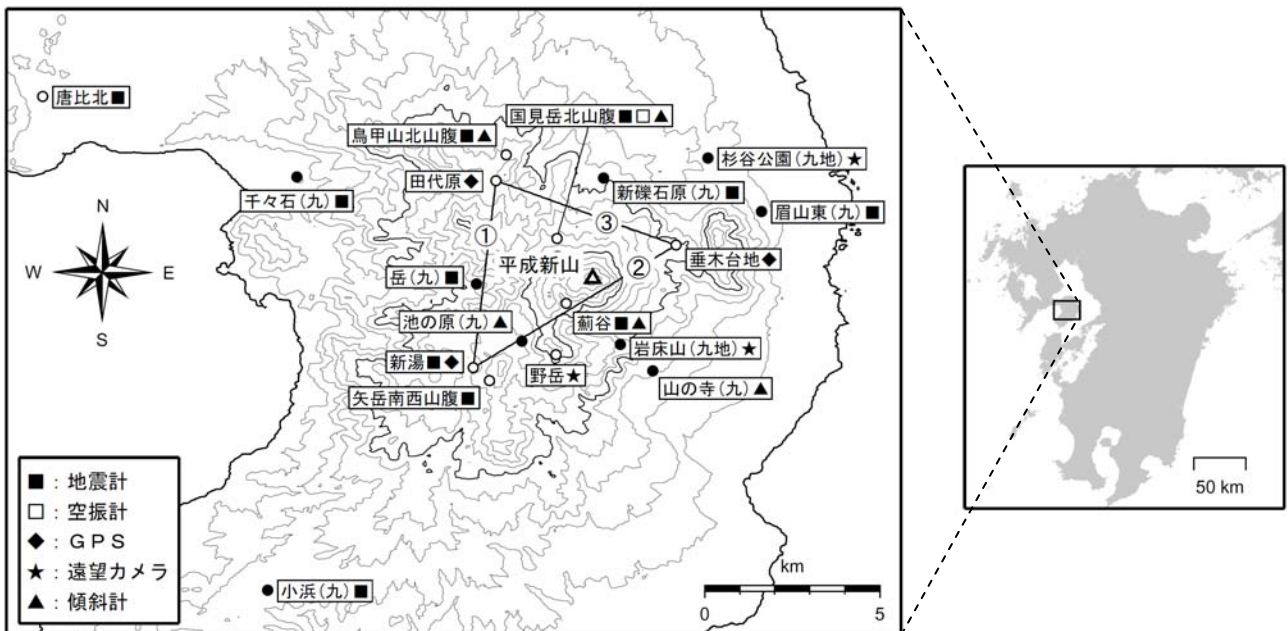 唐比北■
国見岳北山腹■□▲
鳥甲山北山腹■▲
杉谷公園(九地)★
田代原◆
新礫石原(九)■
千々石(九)■
眉山東(九)■
N
W
E
S
①
③
②
垂木台地◆
平成新山
岳(九)■
池の原(九)▲
薊谷■▲
岩床山(九地)★
新湯■◆
野岳★
山の寺(九)▲
矢岳南西山腹■
■：地震計
□：空振計
◆：GPS
★：遠望カメラ
▲：傾斜計
小浜(九)■
km
0 5
50 km